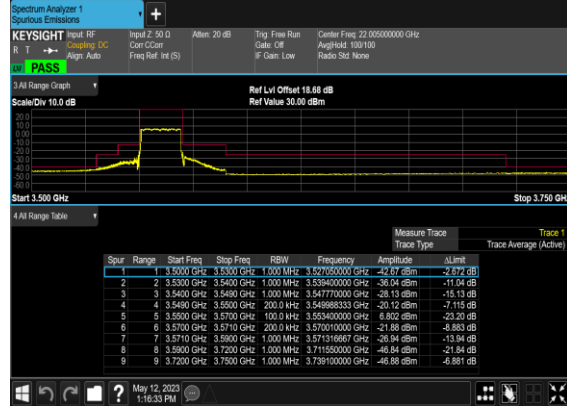 Spectrum Analyzer 1
Spurious Emissions
KEYSIGHT Input: RF Input Z: 50 Ω Atten: 20 dB Trig: Free Run Center Freq: 22.005000000 GHz
R T Coupling: DC Corr CCorr Gate: Off Avg|Hold: 100/100
Align: Auto Freq Ref: Int (S) IF Gain: Low Radio Std: None
PASS
3 All Range Graph Ref Lvl Offset 18.68 dB
Scale/Div 10.0 dB Ref Value 30.00 dBm
20.0
10.0
0.00
-10.0
-20.0
-30.0
-40.0
-50.0
-60.0
Start 3.500 GHz Stop 3.750 GHz
4 All Range Table
Measure Trace Trace 1
Trace Type Trace Average (Active)
Spur Range Start Freq Stop Freq RBW Frequency Amplitude ΔLimit
1 1 3.5000 GHz 3.5300 GHz 1.000 MHz 3.527050000 GHz -42.67 dBm -2.672 dB
2 2 3.5300 GHz 3.5400 GHz 1.000 MHz 3.539400000 GHz -36.04 dBm -11.04 dB
3 3 3.5400 GHz 3.5490 GHz 1.000 MHz 3.547770000 GHz -28.13 dBm -15.13 dB
4 4 3.5490 GHz 3.5500 GHz 200.0 kHz 3.549988333 GHz -20.12 dBm -7.115 dB
5 5 3.5500 GHz 3.5700 GHz 100.0 kHz 3.553400000 GHz 6.802 dBm -23.20 dB
6 6 3.5700 GHz 3.5710 GHz 200.0 kHz 3.570010000 GHz -21.88 dBm -8.883 dB
7 7 3.5710 GHz 3.5900 GHz 1.000 MHz 3.571316667 GHz -26.94 dBm -13.94 dB
8 8 3.5900 GHz 3.7200 GHz 1.000 MHz 3.711550000 GHz -46.84 dBm -21.84 dB
9 9 3.7200 GHz 3.7500 GHz 1.000 MHz 3.739100000 GHz -46.88 dBm -6.881 dB
May 12, 2023
1:16:33 PM